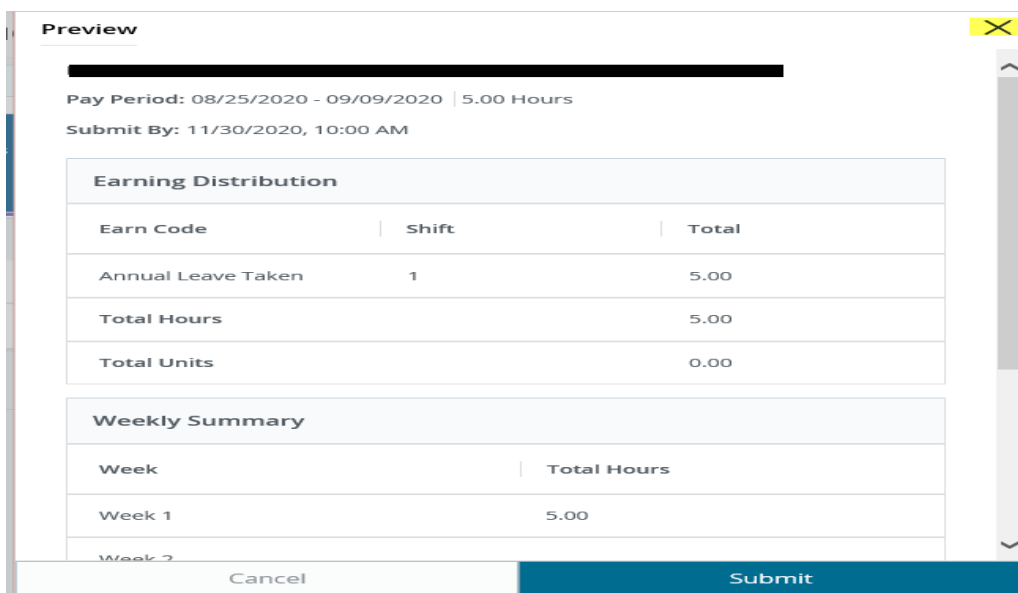 Preview
Pay Period: 08/25/2020 - 09/09/2020 | 5.00 Hours
Submit By: 11/30/2020, 10:00 AM
Earning Distribution
Earn Code Shift Total
Annual Leave Taken 1 5.00
Total Hours 5.00
Total Units 0.00
Weekly Summary
Week Total Hours
Week 1 5.00
Week 2
Cancel Submit